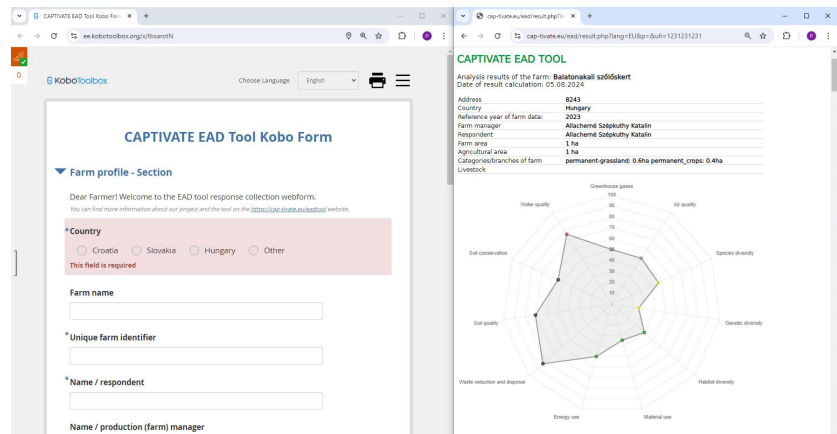 CAPTIVATE EAD Tool Kobo Form
ee.kobotoolbox.org/x/tbsarotN
0
KoboToolbox
Choose Language
English
CAPTIVATE EAD Tool Kobo Form
Farm profile - Section
Dear Farmer! Welcome to the EAD tool response collection webform.
You can find more information about our project and the tool on the https://cap-tivate.eu/eadtool website.
*Country
Croatia Slovakia Hungary Other
This field is required
Farm name
*Unique farm identifier
*Name / respondent
Name / production (farm) manager
cap-tivate.eu/ead/result.php?l
cap-tivate.eu/ead/result.php?lang=EU&p=&ufi=1231231231
CAPTIVATE EAD TOOL
Analysis results of the farm: Balatonakali szőlőskert
Date of result calculation: 05.08.2024
Address 8243
Country Hungary
Reference year of farm data: 2023
Farm manager Allacherné Szépkuthy Katalin
Respondent Allacherné Szépkuthy Katalin
Farm area 1 ha
Agricultural area 1 ha
Categories/branches of farm permanent-grassland: 0.6ha permanent_crops: 0.4ha
Livestock
Greenhouse gases
100
90
80
70
60
50
40
30
20
10
Air quality
Species diversity
Genetic diversity
Habitat diversity
Material use
Energy use
Waste reduction and disposal
Soil quality
Soil conservation
Water quality